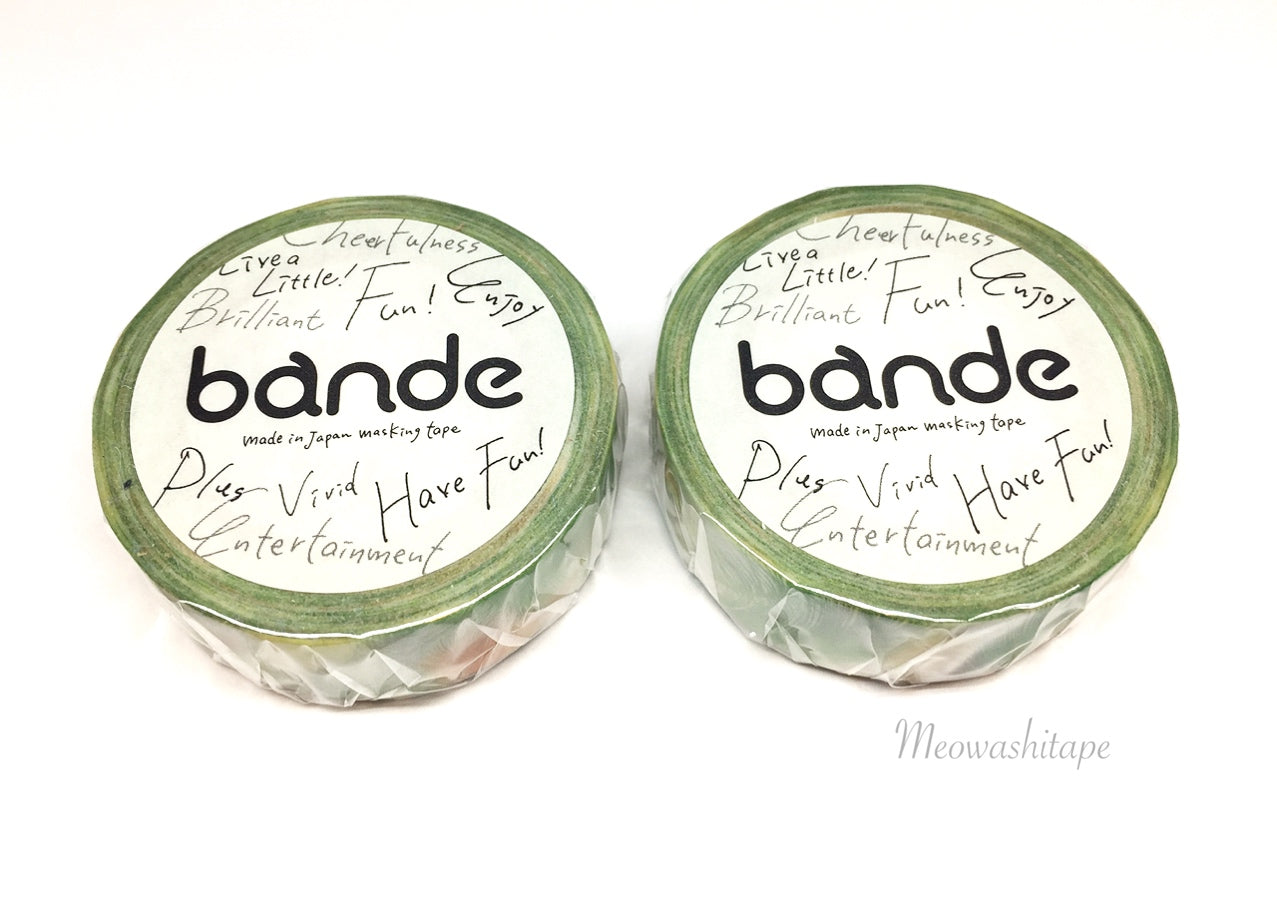 Cheerfulness
Live a
Little!
Fun!
Enjoy
Brilliant
bande
made in Japan masking tape
Plus
Vivid
Have Fun!
Entertainment
Cheerfulness
Live a
Little!
Fun!
Enjoy
Brilliant
bande
made in Japan masking tape
Plus
Vivid
Have Fun!
Entertainment
Meowashitape